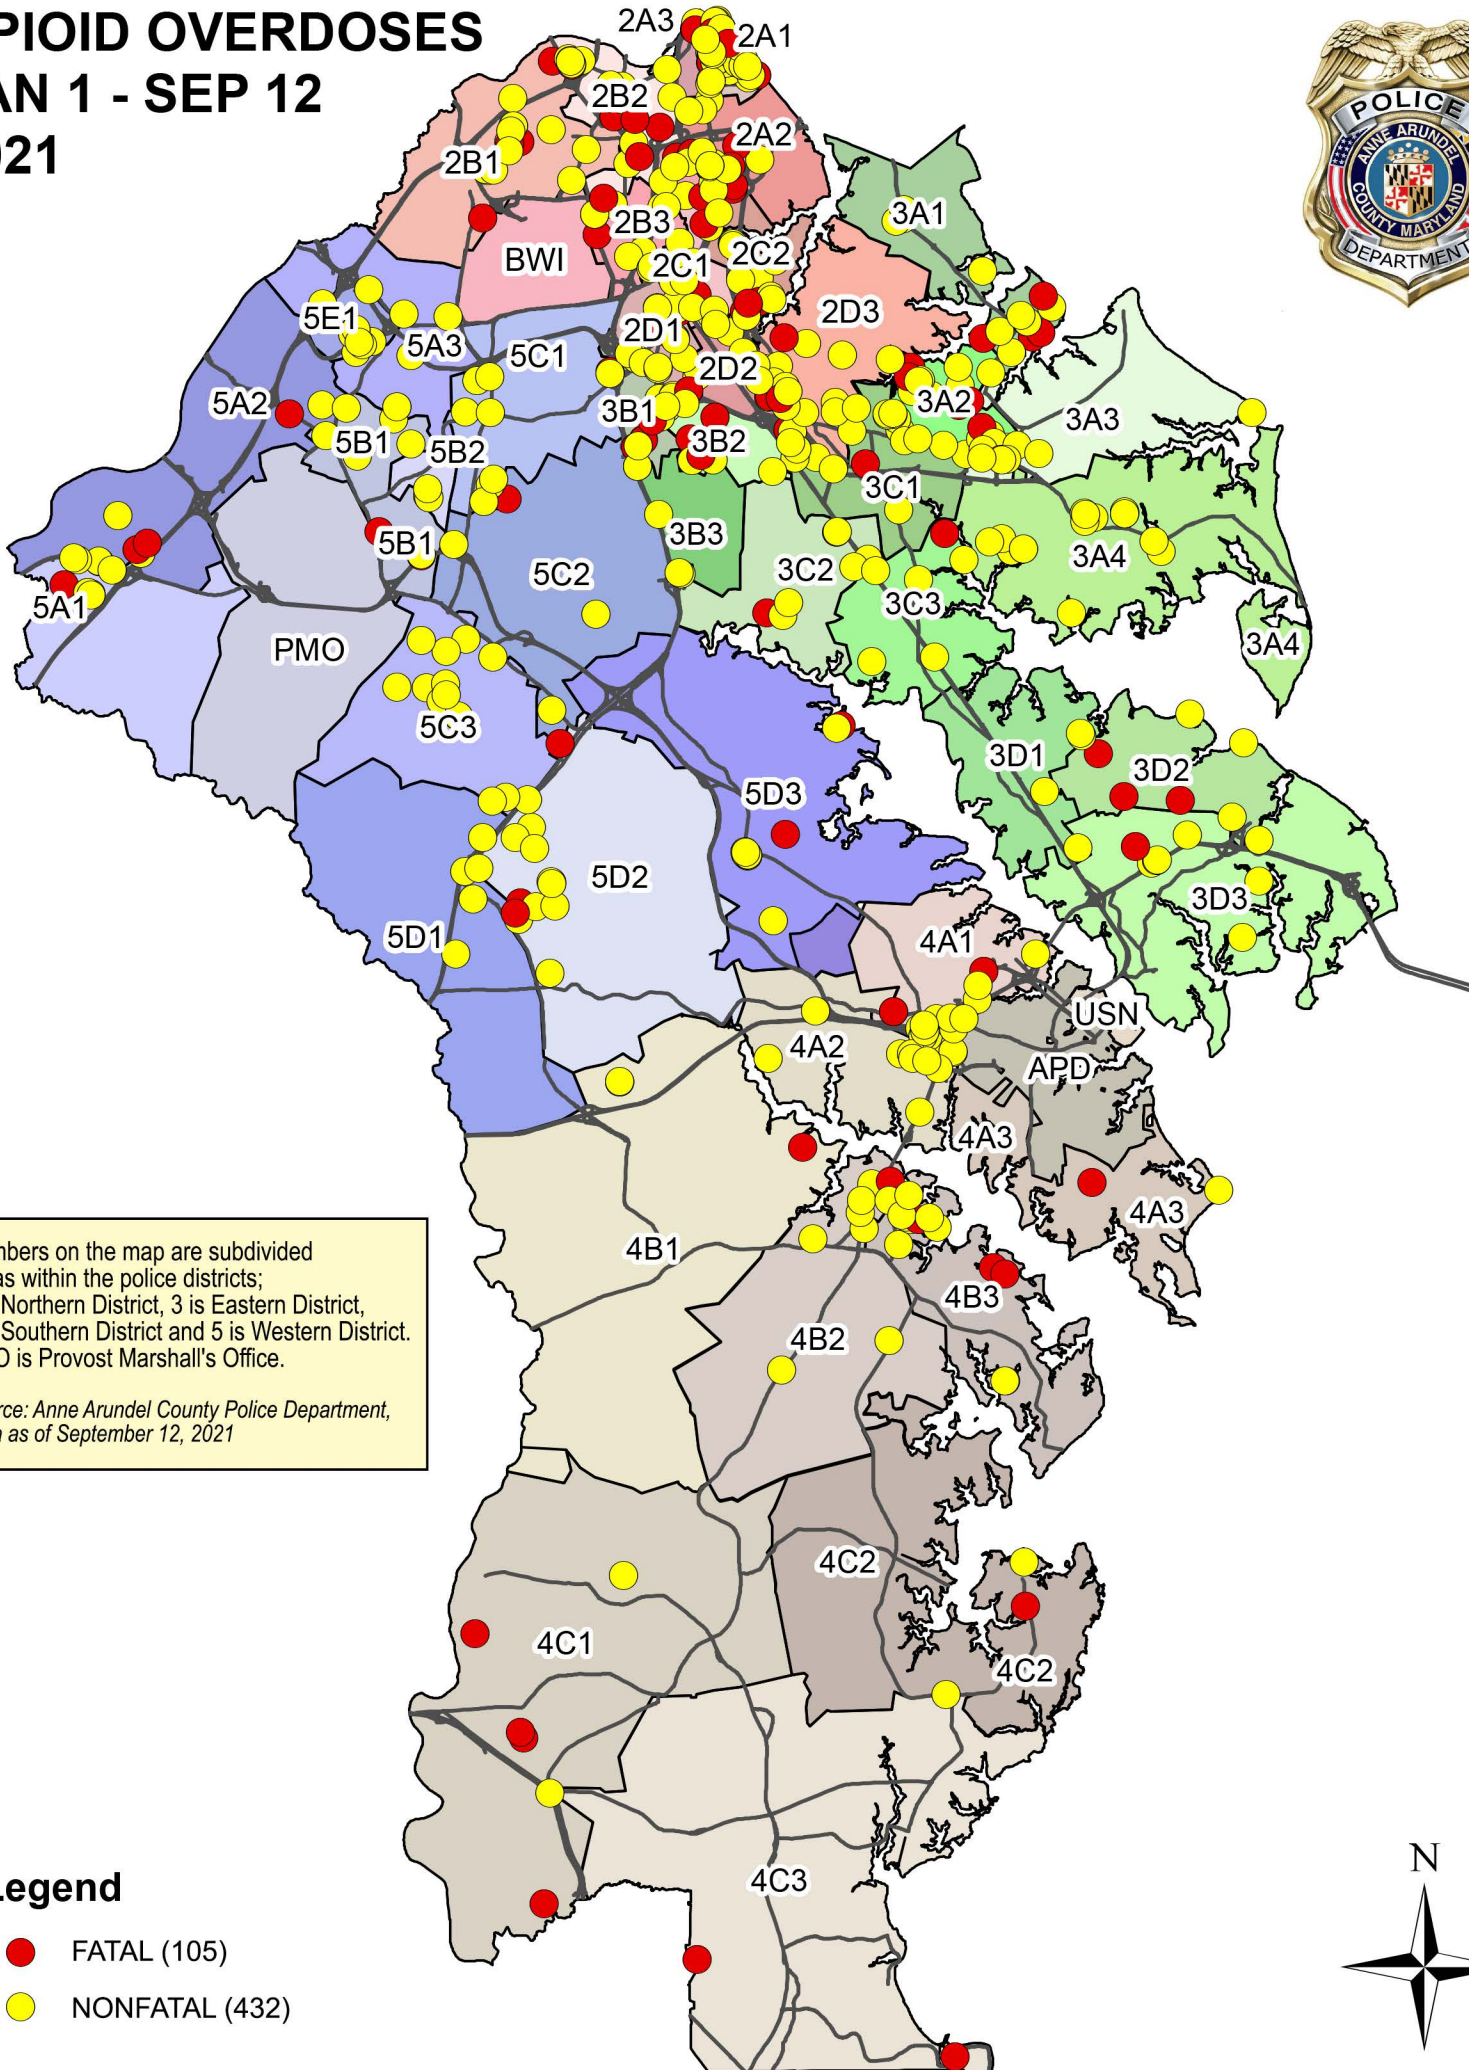 PIOID OVERDOSES
AN 1 - SEP 12
021
POLICE
ANNE ARUNDEL
COUNTY MARYLAND
DEPARTMENT
2A3
2A1
2B2
2A2
2B1
3A1
2B3
BWI
2C1
2C2
5E1
2D3
2D1
5A3
5C1
2D2
5A2
3B1
3A2
3A3
5B1
5B2
3B2
3C1
3B3
5B1
5C2
3C2
3A4
5A1
3C3
PMO
3A4
5C3
3D1
3D2
5D3
5D2
3D3
5D1
4A1
USN
4A2
APD
4A3
4A3
4B1
4B3
4B2
4C2
4C1
4C2
4C3
mbers on the map are subdivided
as within the police districts;
Northern District, 3 is Eastern District,
Southern District and 5 is Western District.
O is Provost Marshall's Office.
rce: Anne Arundel County Police Department,
a as of September 12, 2021
Legend
FATAL (105)
NONFATAL (432)
N